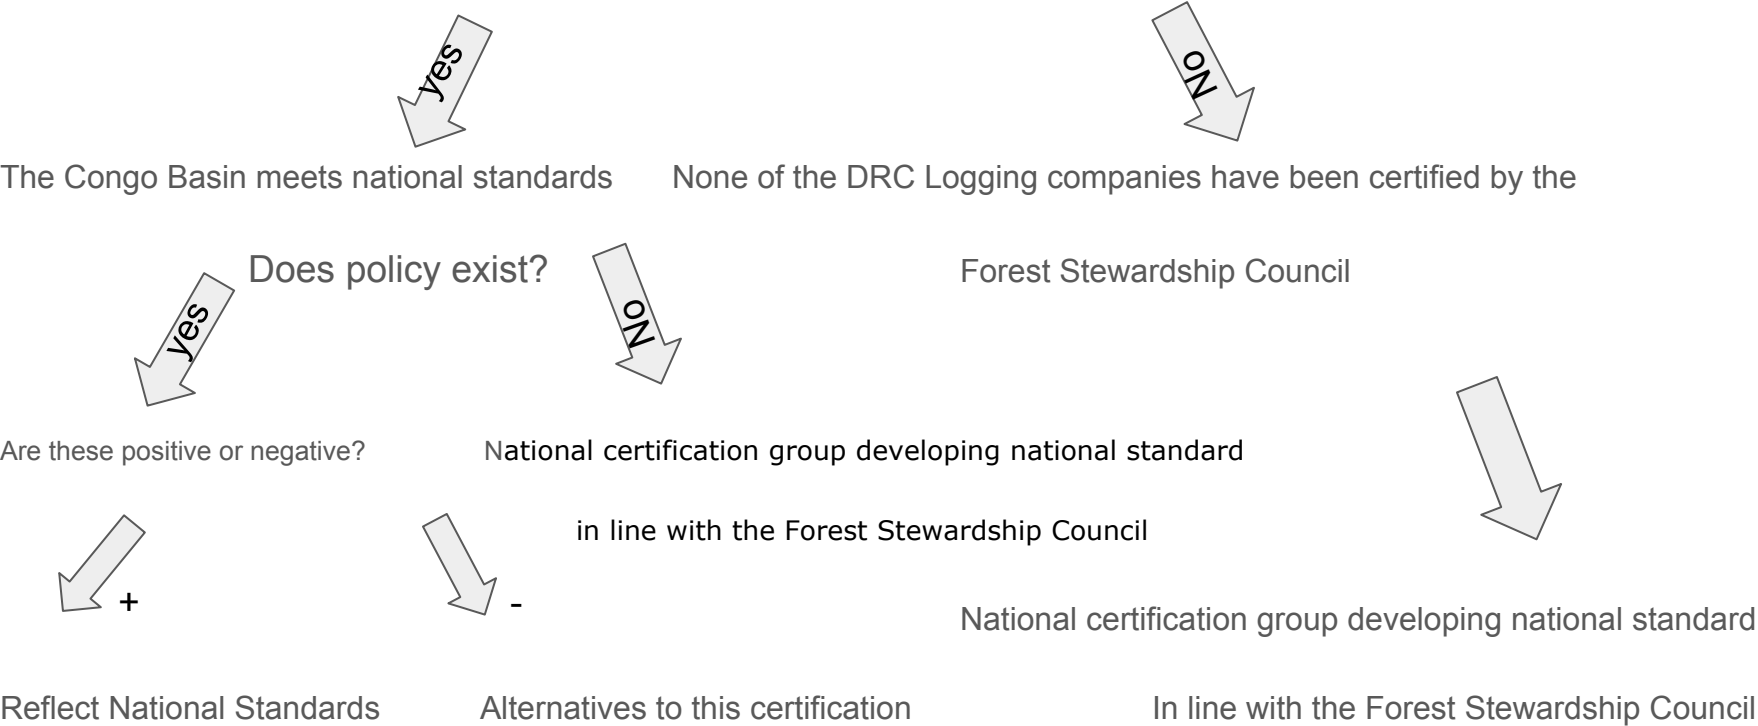 yes
No
The Congo Basin meets national standards
None of the DRC Logging companies have been certified by the
Does policy exist?
Forest Stewardship Council
yes
No
Are these positive or negative?
National certification group developing national standard
in line with the Forest Stewardship Council
+
-
National certification group developing national standard
Reflect National Standards
Alternatives to this certification
In line with the Forest Stewardship Council